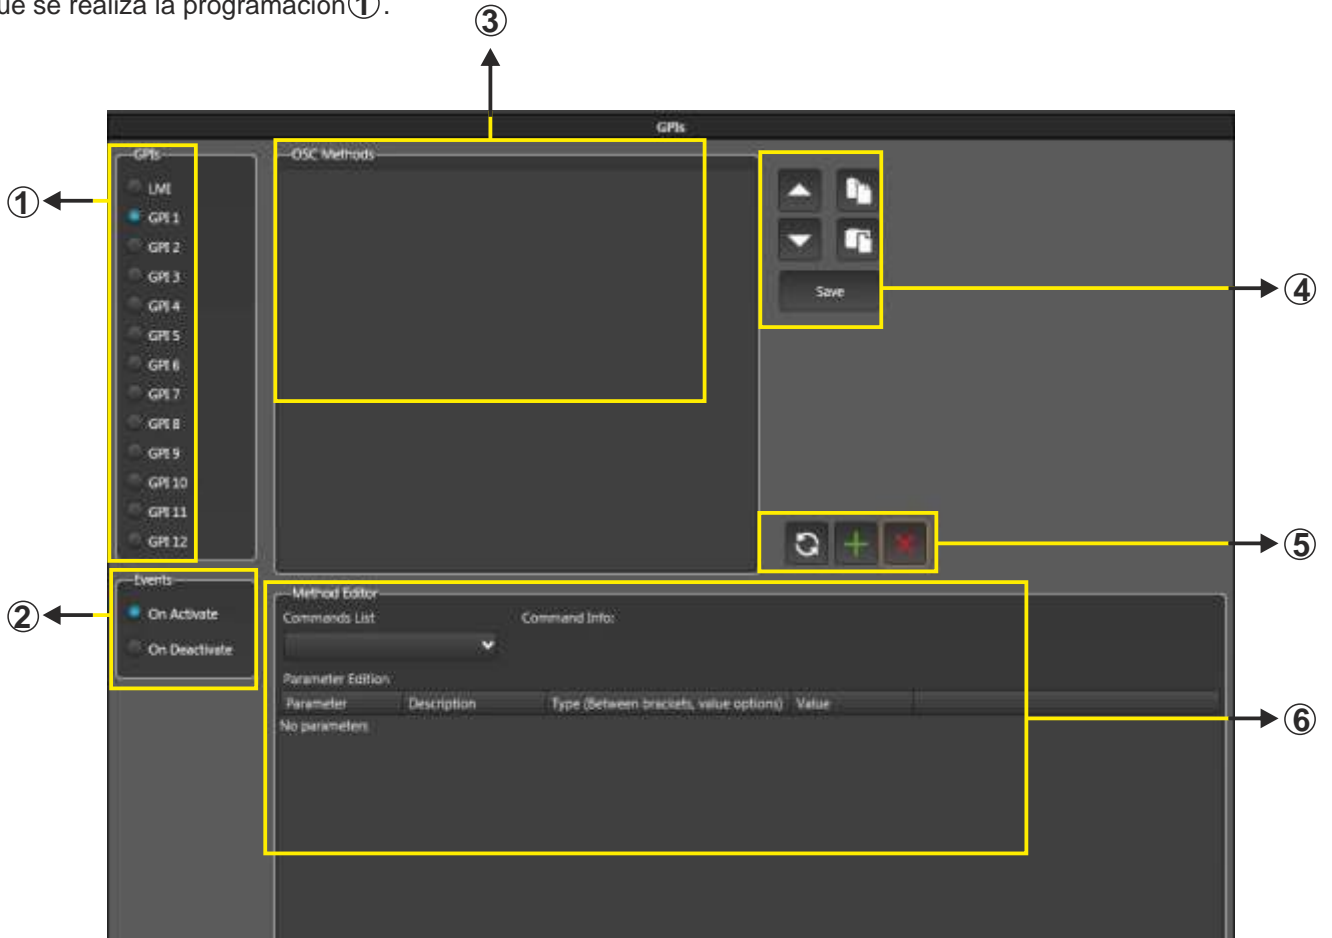 ue se realiza la programación①.
③
GPIs
GPIs
LMI
GPI 1
GPI 2
GPI 3
GPI 4
GPI 5
GPI 6
GPI 7
GPI 8
GPI 9
GPI 10
GPI 11
GPI 12
①
OSC Methods
Save
④
⑤
Events
On Activate
On Deactivate
②
Method Editor
Commands List
Command Info:
Parameter Edition
Parameter Description Type (Between brackets, value options) Value
No parameters
⑥